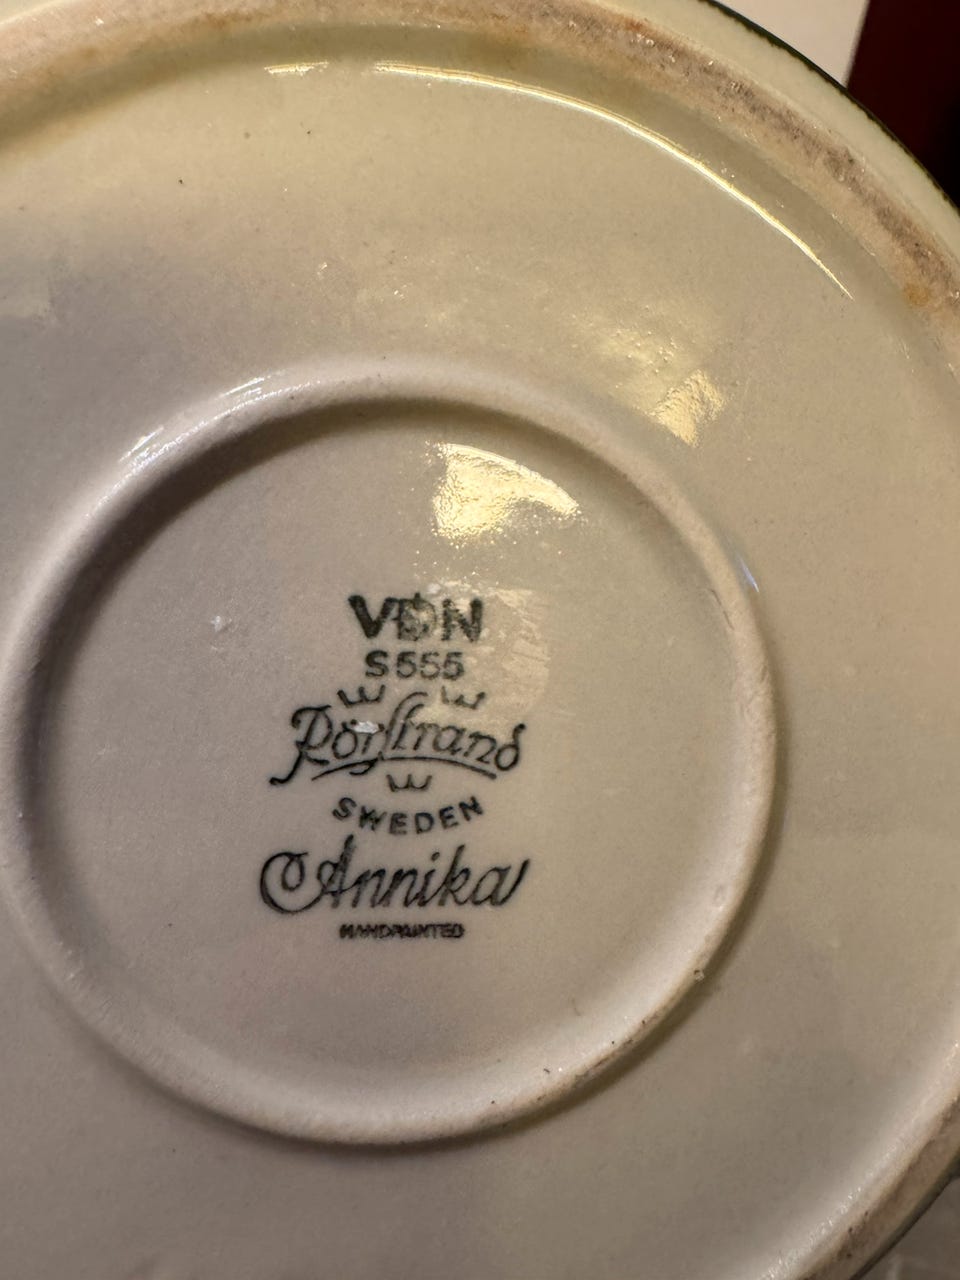 VDN
S555
Rörstrand
SWEDEN
Annika
HANDPAINTED